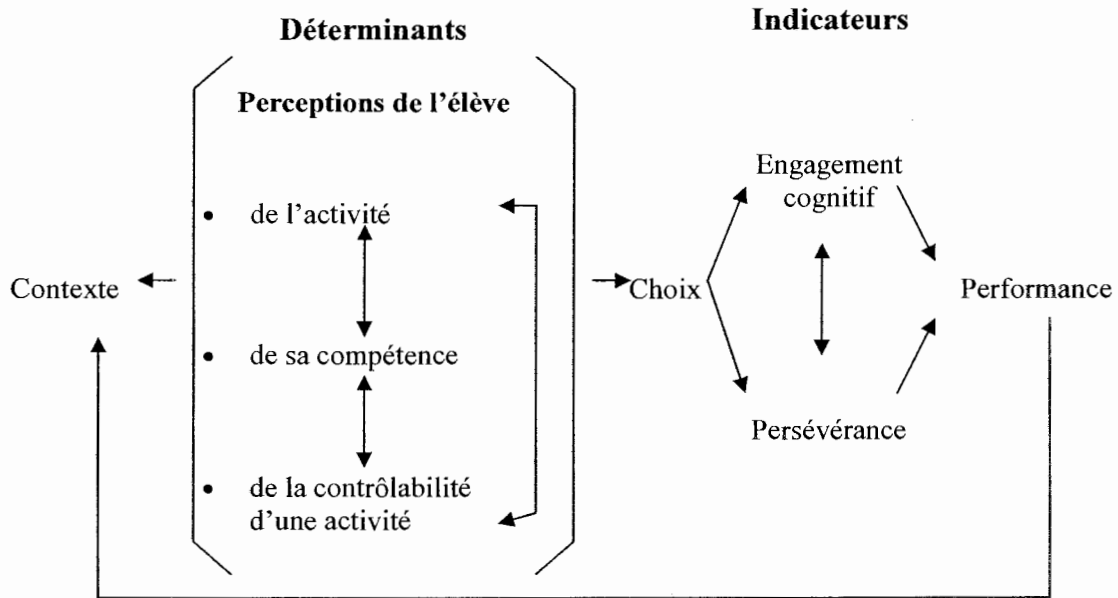 Déterminants
Indicateurs
Perceptions de l'élève
• de l'activité
• de sa compétence
• de la contrôlabilité
d'une activité
Contexte
Choix
Engagement
cognitif
Persévérance
Performance